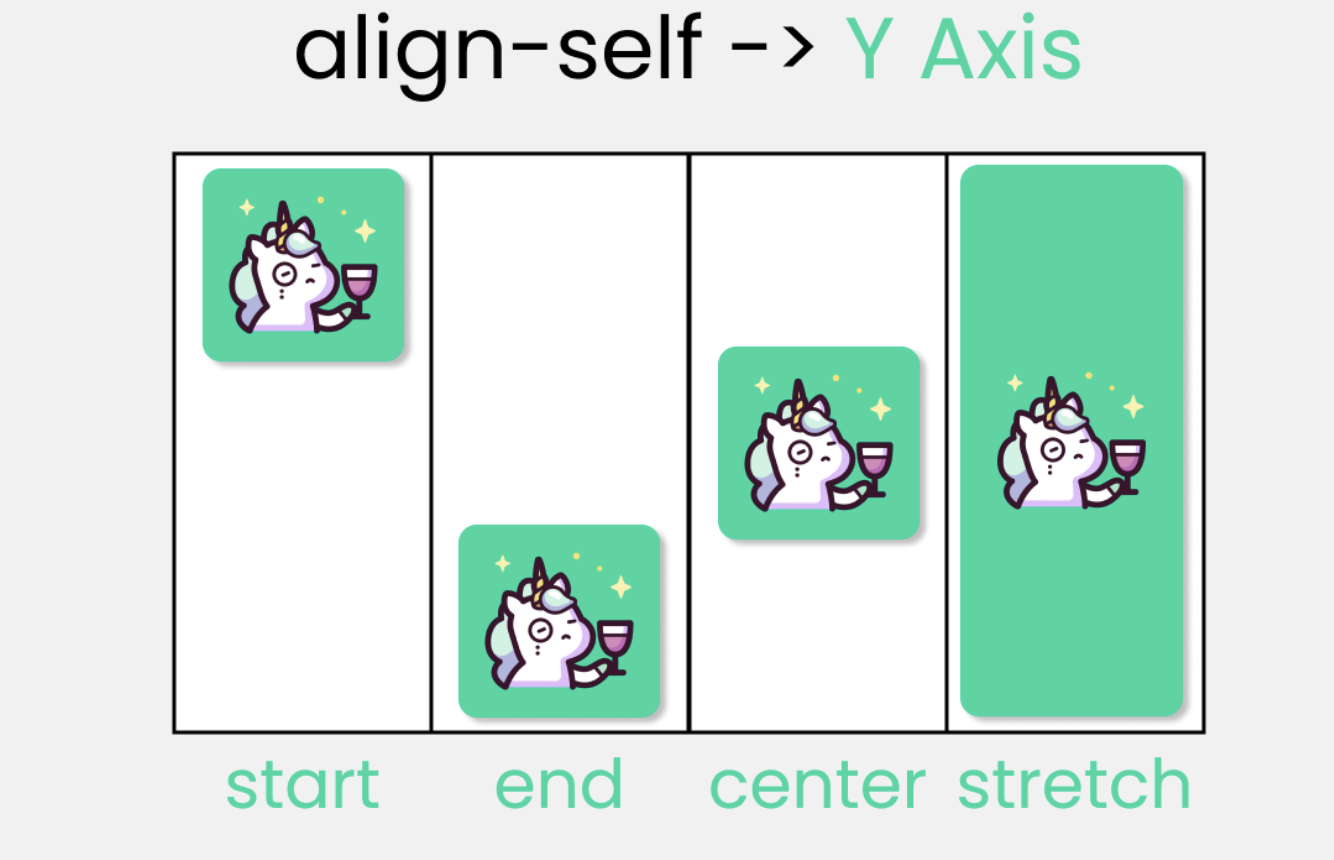 align-self -> Y Axis
start end center stretch